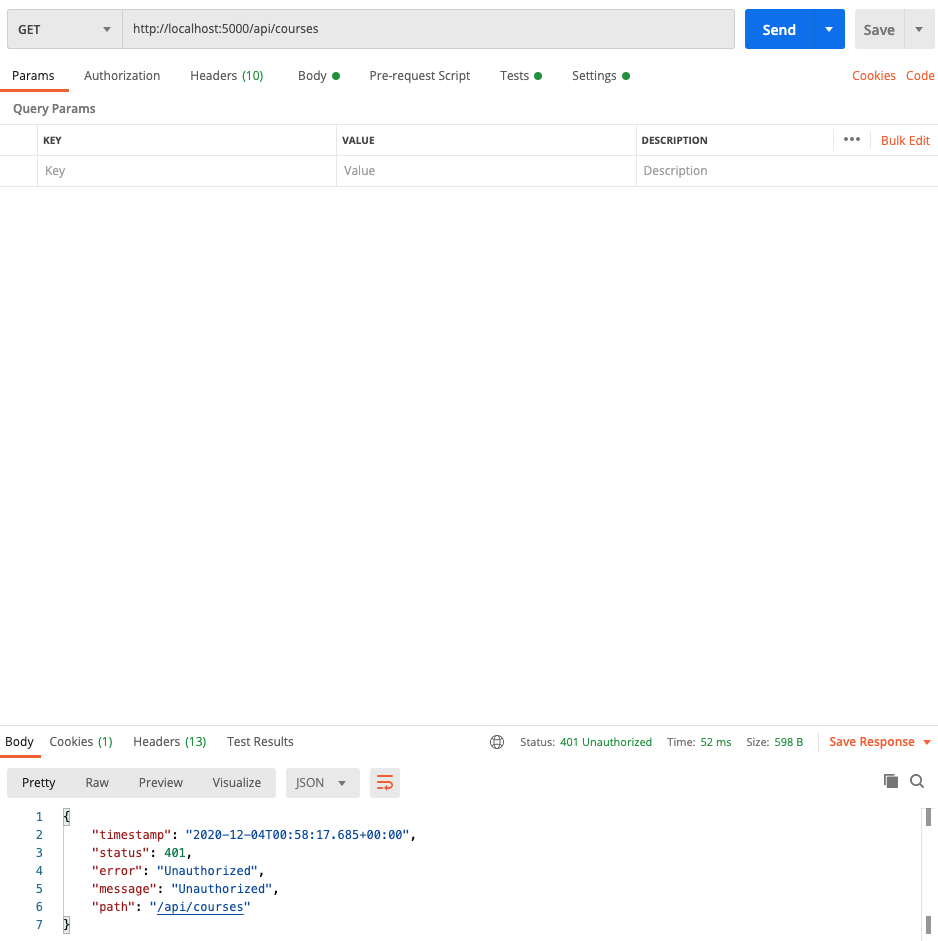 GET http://localhost:5000/api/courses Send Save
Params Authorization Headers (10) Body Pre-request Script Tests Settings Cookies Code
Query Params
KEY VALUE DESCRIPTION ••• Bulk Edit
Key Value Description
Body Cookies (1) Headers (13) Test Results Status: 401 Unauthorized Time: 52 ms Size: 598 B Save Response
Pretty Raw Preview Visualize JSON
1 {
2 "timestamp": "2020-12-04T00:58:17.685+00:00",
3 "status": 401,
4 "error": "Unauthorized",
5 "message": "Unauthorized",
6 "path": "/api/courses"
7 }